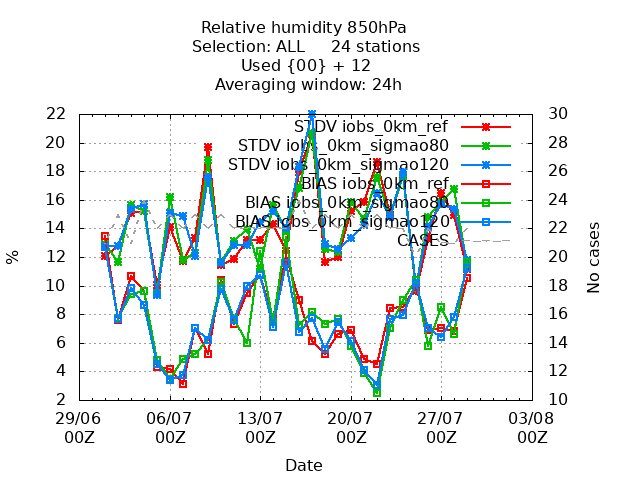 Relative humidity 850hPa
Selection: ALL     24 stations
Used {00} + 12
Averaging window: 24h
22
20
18
16
14
12
10
8
6
4
2
%
30
28
26
24
22
20
18
16
14
12
10
No cases
STDV iobs_0km_ref
STDV iobs_0km_sigmao80
STDV iobs_0km_sigmao120
BIAS iobs_0km_ref
BIAS iobs_0km_sigmao80
BIAS iobs_0km_sigmao120
CASES
29/06 06/07 13/07 20/07 27/07 03/08
00Z 00Z 00Z 00Z 00Z 00Z
Date